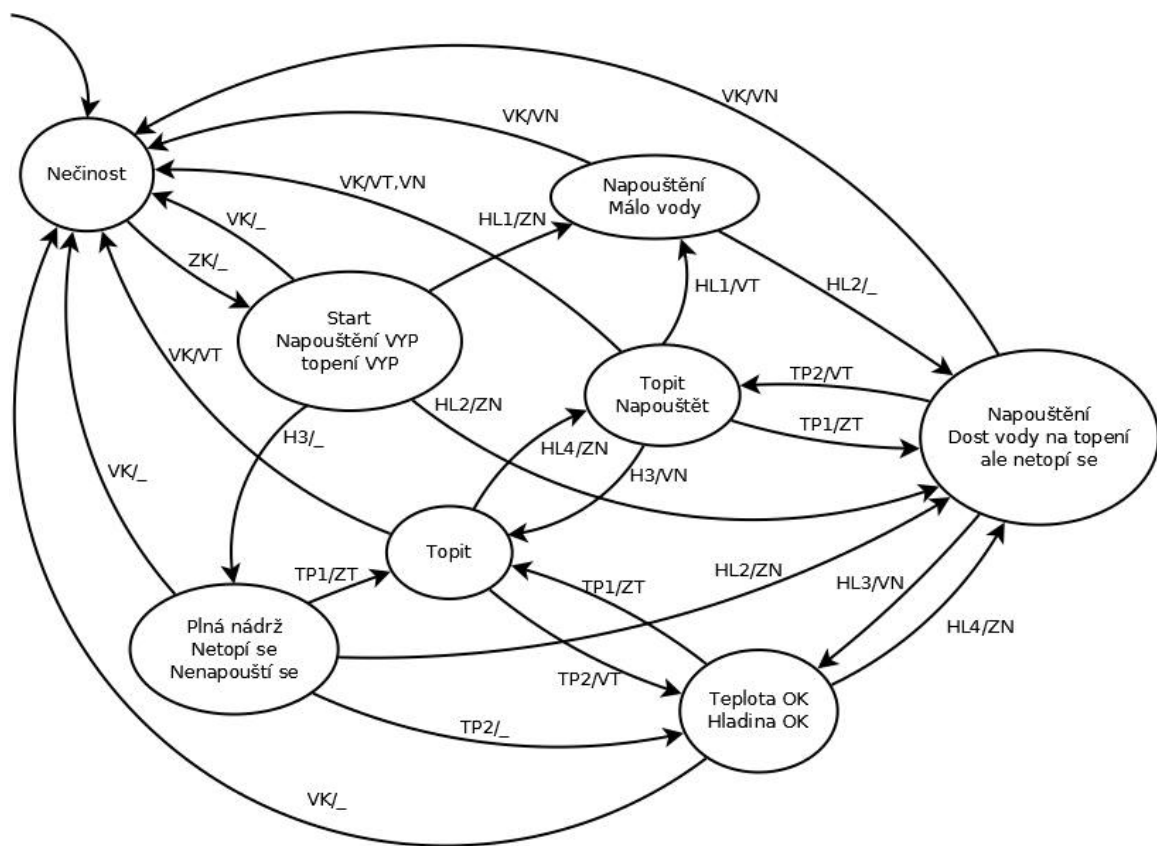 VK/VN
VK/VN
Nečinost
Napouštění
Málo vody
VK/VT,VN
VK/_
HL1/ZN
ZK/_
HL1/VT
HL2/_
Start
Napouštění VYP
topení VYP
VK/VT
TP2/VT
Topit
Napouštět
HL2/ZN
TP1/ZT
Napouštění
Dost vody na topení
ale netopí se
H3/_
HL4/ZN
H3/VN
VK/_
Topit
TP1/ZT
TP1/ZT
HL2/ZN
HL3/VN
HL4/ZN
Plná nádrž
Netopí se
Nenapouští se
TP2/VT
Teplota OK
Hladina OK
TP2/_
VK/_